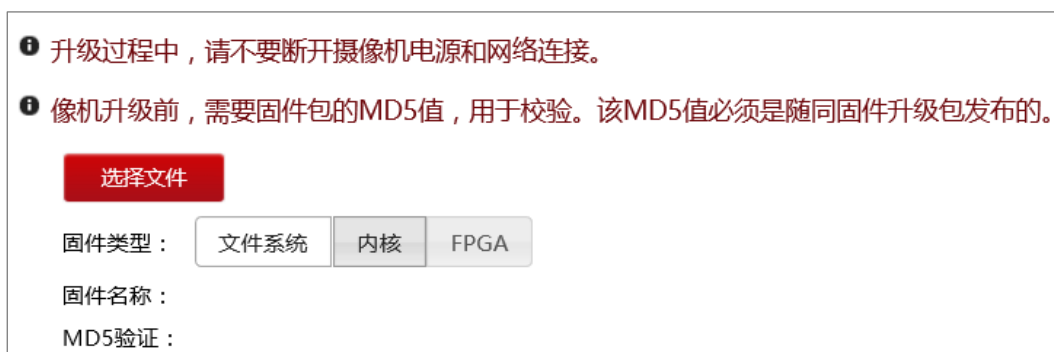 升级过程中，请不要断开摄像机电源和网络连接。
像机升级前，需要固件包的MD5值，用于校验。该MD5值必须是随同固件升级包发布的。
选择文件
固件类型： 文件系统 内核 FPGA
固件名称：
MD5验证：